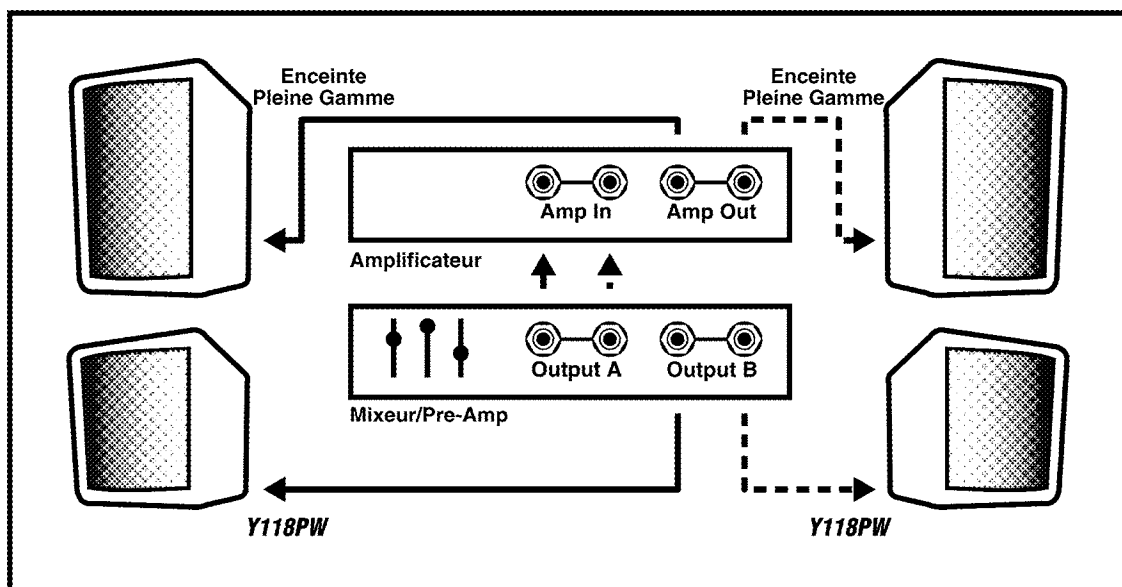 Enceinte
Pleine Gamme
Enceinte
Pleine Gamme
Amp In
Amp Out
Amplificateur
Output A
Output B
Mixeur/Pre-Amp
Y118PW
Y118PW